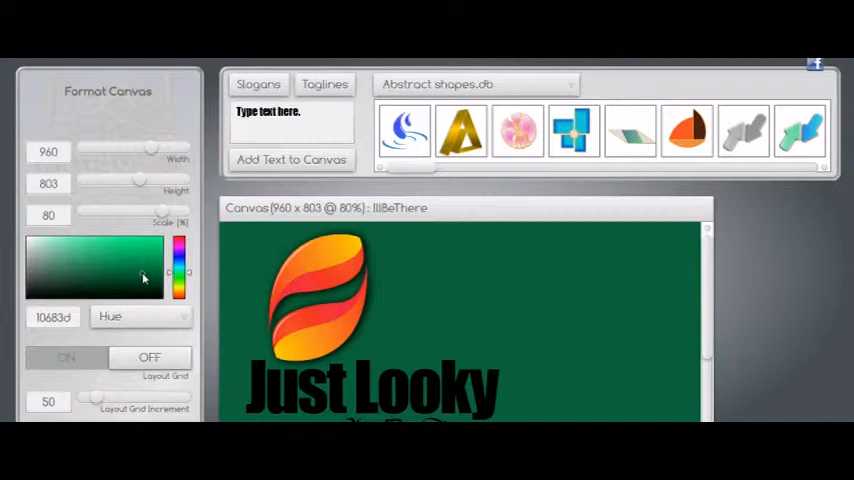 Format Canvas
960
Width
803
Height
80
Scale (%)
10683d
Hue
ON
OFF
Layout Grid
50
Layout Grid Increment
Slogans
Taglines
Type text here.
Add Text to Canvas
Abstract shapes.db
f
Canvas(960 x 803 @ 80%) : IllBeThere
Just Looky